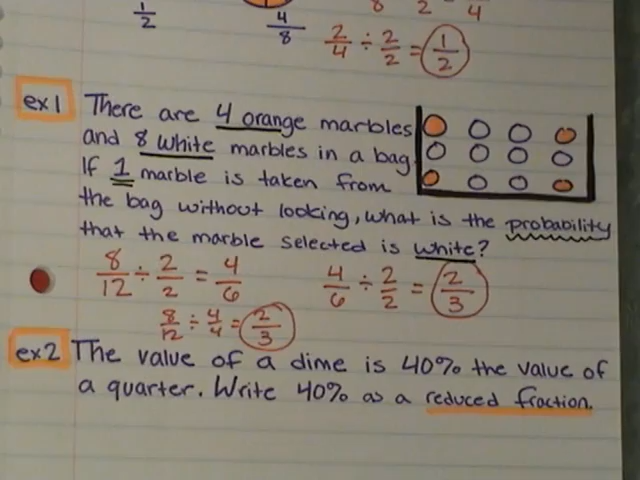 8 2 4
1/2 4/8 2/4 ÷ 2/2 = 1/2
ex1 There are 4 orange marbles
and 8 white marbles in a bag.
If 1 marble is taken from
the bag without looking, what is the probability
that the marble selected is white?
8/12 ÷ 2/2 = 4/6 4/6 ÷ 2/2 = 2/3
8/12 ÷ 4/4 = 2/3
ex2 The value of a dime is 40% the value of
a quarter. Write 40% as a reduced fraction.